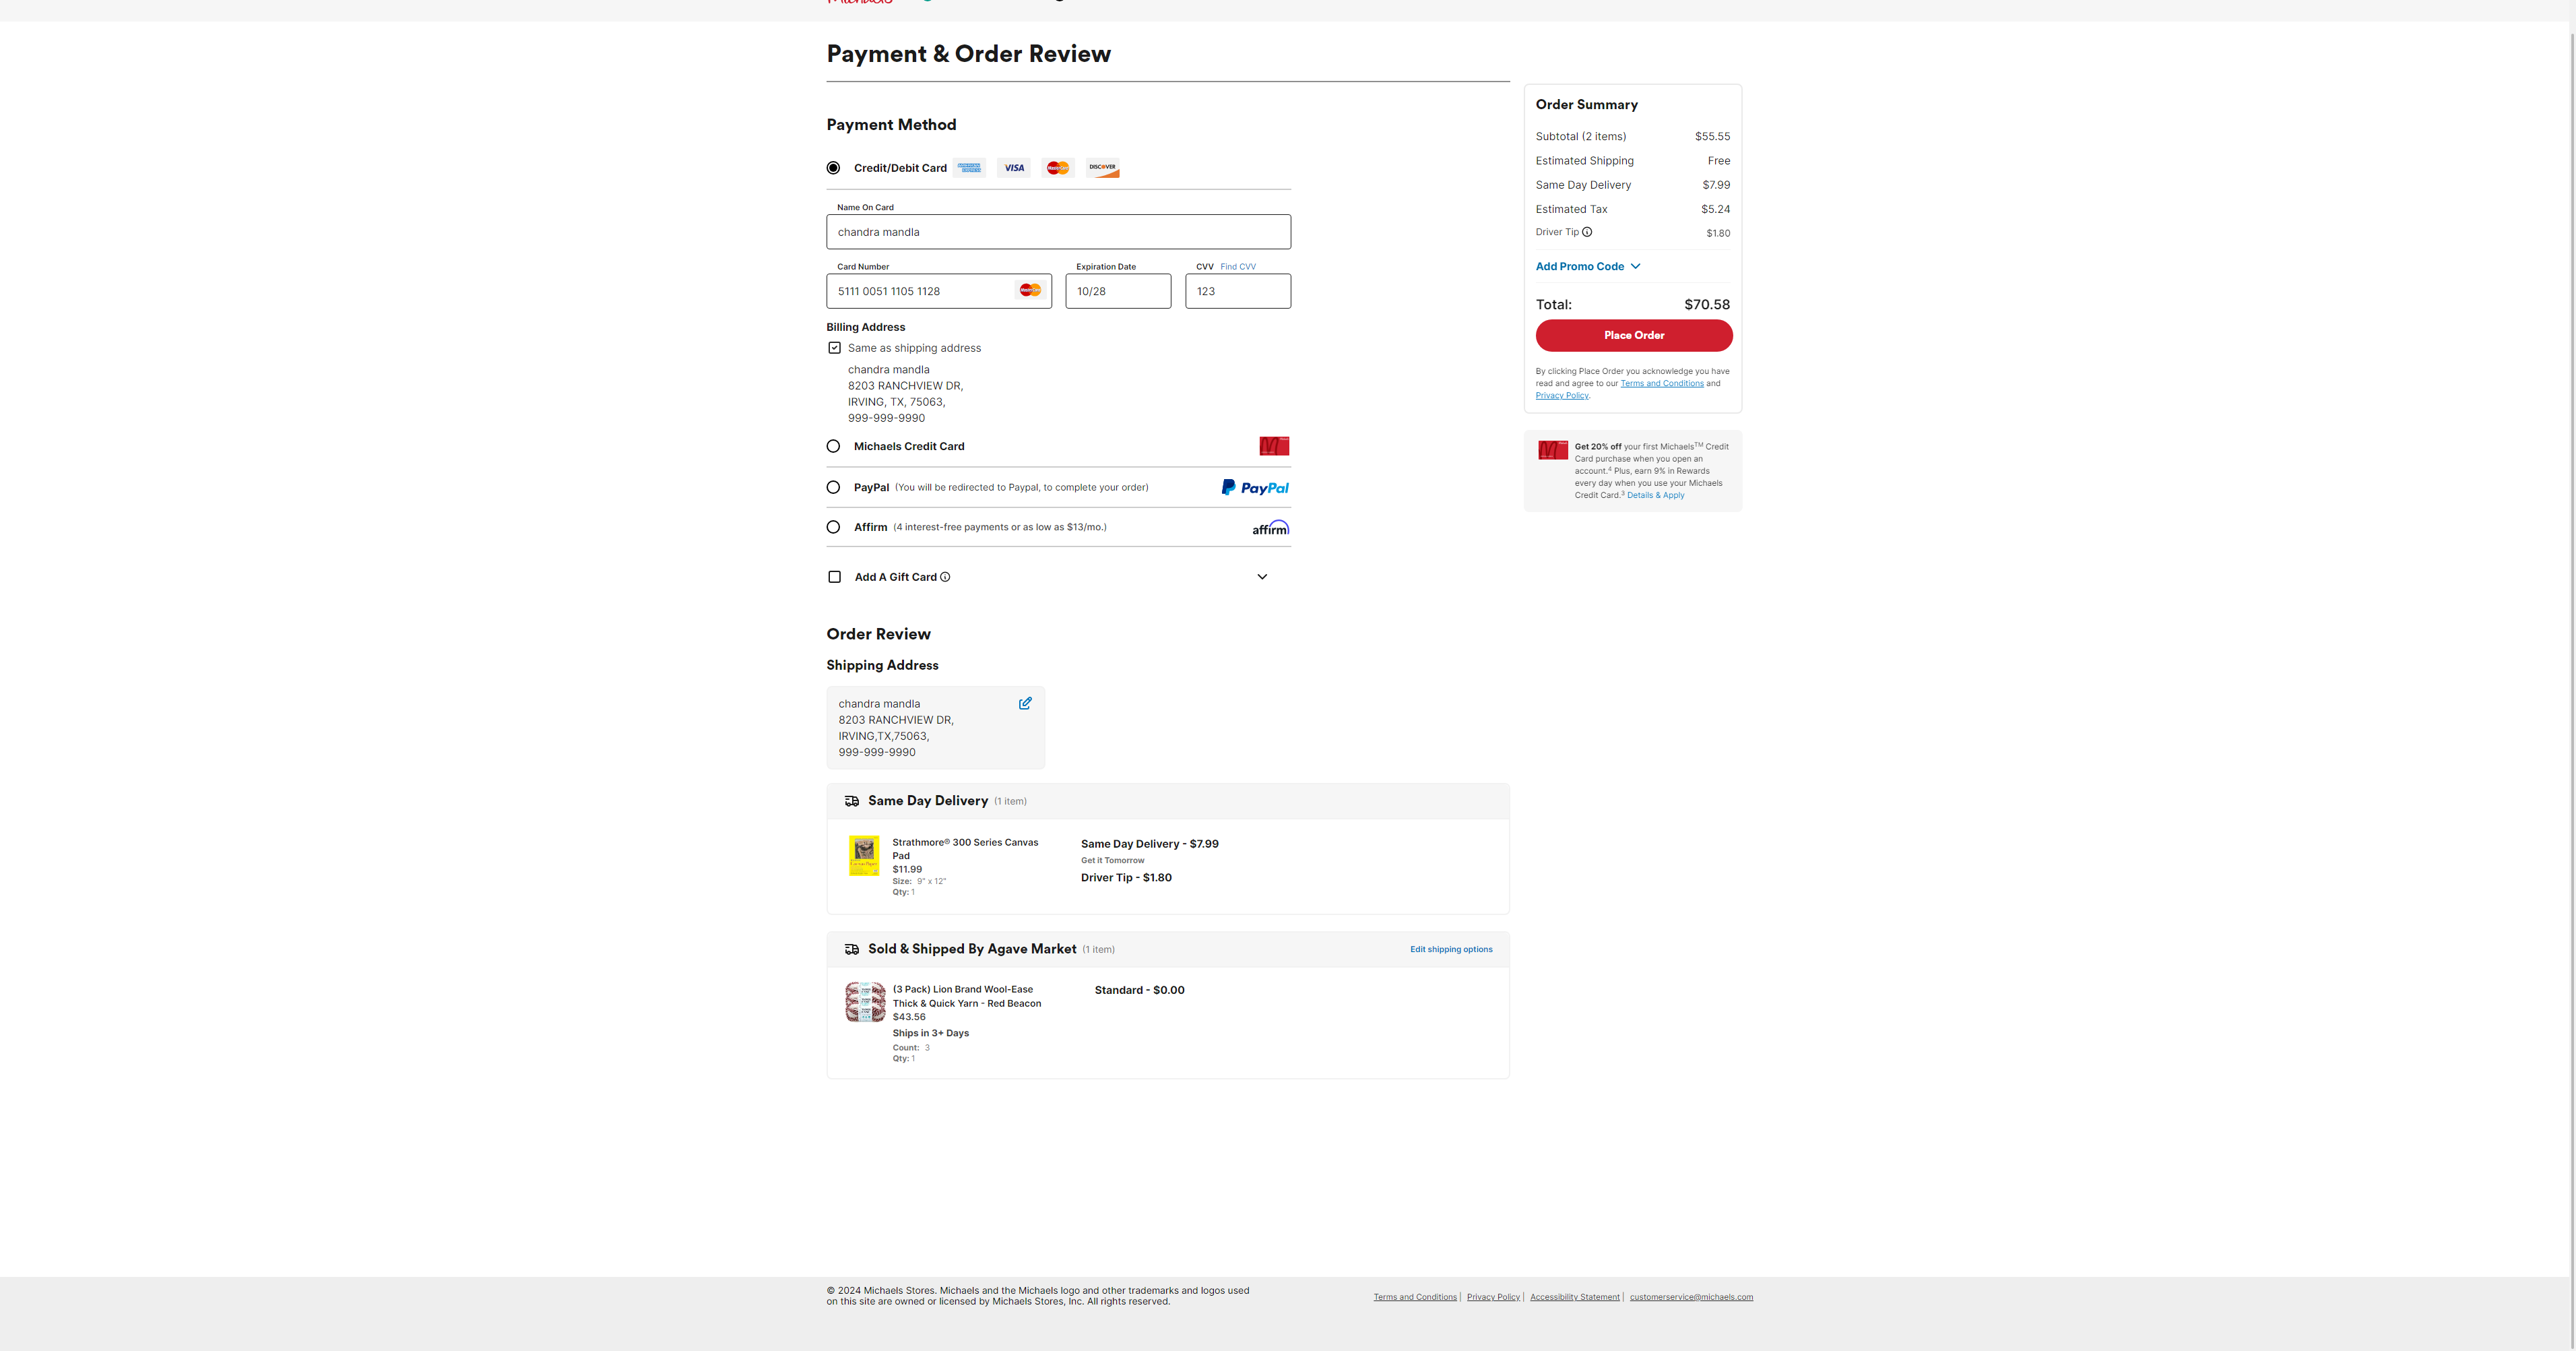 Michaels
Payment & Order Review
Payment Method
Credit/Debit Card VISA MasterCard DISCOVER
Name On Card
chandra mandla
Card Number Expiration Date CVV Find CVV
5111 0051 1105 1128 10/28 123
Billing Address
Same as shipping address
chandra mandla
8203 RANCHVIEW DR,
IRVING, TX, 75063,
999-999-9990
Michaels Credit Card
PayPal (You will be redirected to Paypal, to complete your order) PayPal
Affirm (4 interest-free payments or as low as $13/mo.) affirm
Add A Gift Card
Order Review
Shipping Address
chandra mandla
8203 RANCHVIEW DR,
IRVING,TX,75063,
999-999-9990
Same Day Delivery (1 item)
Strathmore® 300 Series Canvas
Pad
$11.99
Size: 9" x 12"
Qty: 1
Same Day Delivery - $7.99
Get it Tomorrow
Driver Tip - $1.80
Sold & Shipped By Agave Market (1 item) Edit shipping options
(3 Pack) Lion Brand Wool-Ease
Thick & Quick Yarn - Red Beacon
$43.56
Ships in 3+ Days
Count: 3
Qty: 1
Standard - $0.00
Order Summary
Subtotal (2 items) $55.55
Estimated Shipping Free
Same Day Delivery $7.99
Estimated Tax $5.24
Driver Tip $1.80
Add Promo Code
Total: $70.58
Place Order
By clicking Place Order you acknowledge you have
read and agree to our Terms and Conditions and
Privacy Policy.
Get 20% off your first Michaels™ Credit
Card purchase when you open an
account.⁴ Plus, earn 9% in Rewards
every day when you use your Michaels
Credit Card.³ Details & Apply
© 2024 Michaels Stores. Michaels and the Michaels logo and other trademarks and logos used
on this site are owned or licensed by Michaels Stores, Inc. All rights reserved.
Terms and Conditions | Privacy Policy | Accessibility Statement | customerservice@michaels.com